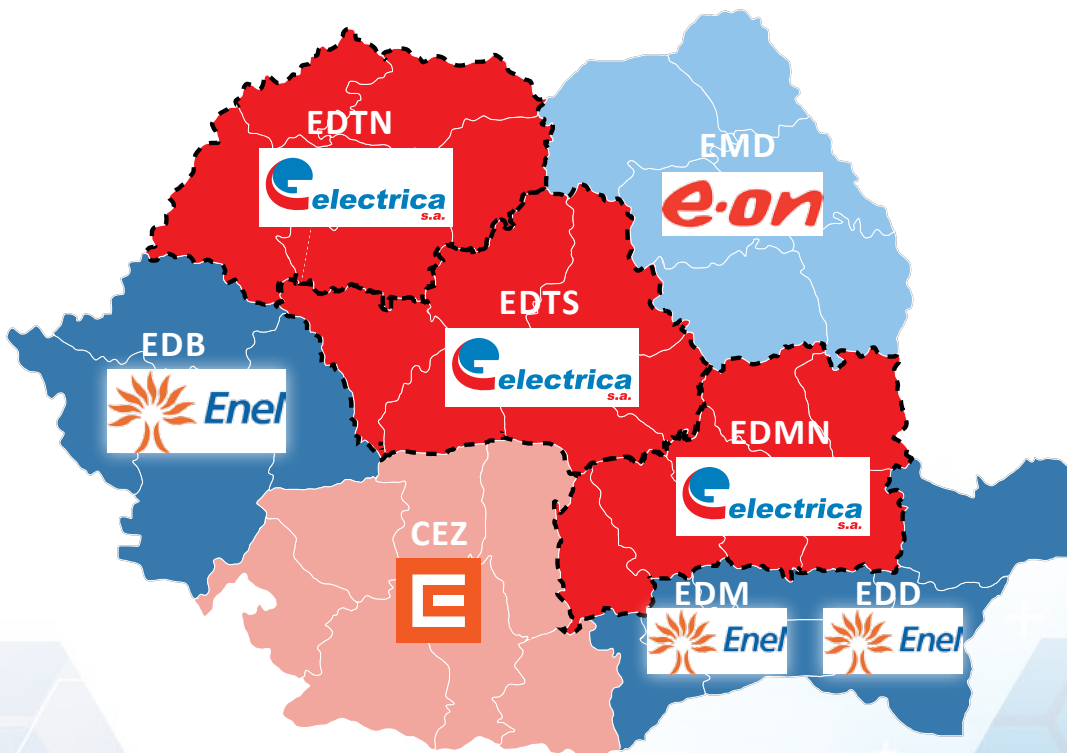 EDTN
electrica
s.a.
EMD
e·on
EDTS
electrica
s.a.
EDB
Enel
EDMN
electrica
s.a.
CEZ
EDM
Enel
EDD
Enel